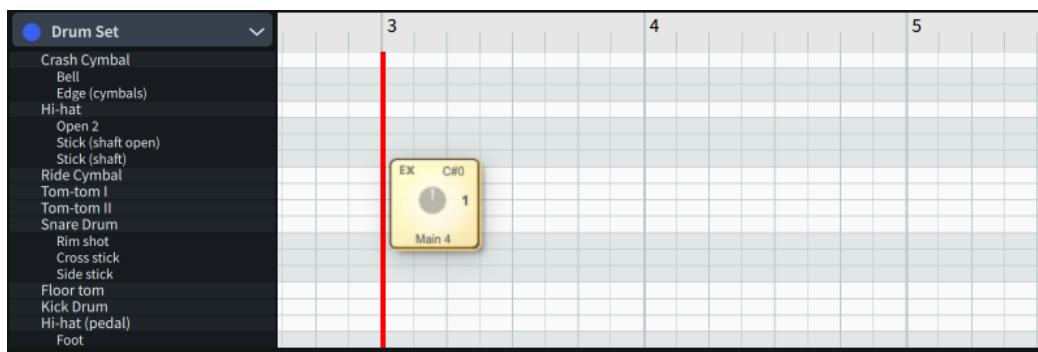 Drum Set
3 4 5
Crash Cymbal
Bell
Edge (cymbals)
Hi-hat
Open 2
Stick (shaft open)
Stick (shaft)
Ride Cymbal
Tom-tom I
Tom-tom II
Snare Drum
Rim shot
Cross stick
Side stick
Floor tom
Kick Drum
Hi-hat (pedal)
Foot
EX C#0
1
Main 4